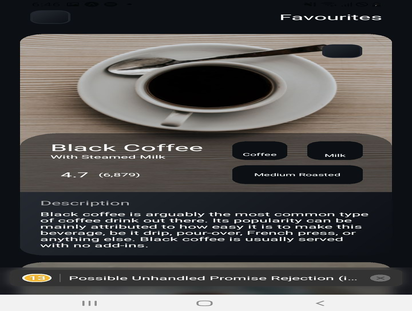 Favourites
Black Coffee
With Steamed Milk
Coffee
Milk
4.7 (6,879)
Medium Roasted
Description
Black coffee is arguably the most common type
of coffee drink out there. Its popularity can be
mainly attributed to how easy it is to make this
beverage, be it drip, pour-over, French press, or
anything else. Black coffee is usually served
with no add-ins.
13 Possible Unhandled Promise Rejection (i...